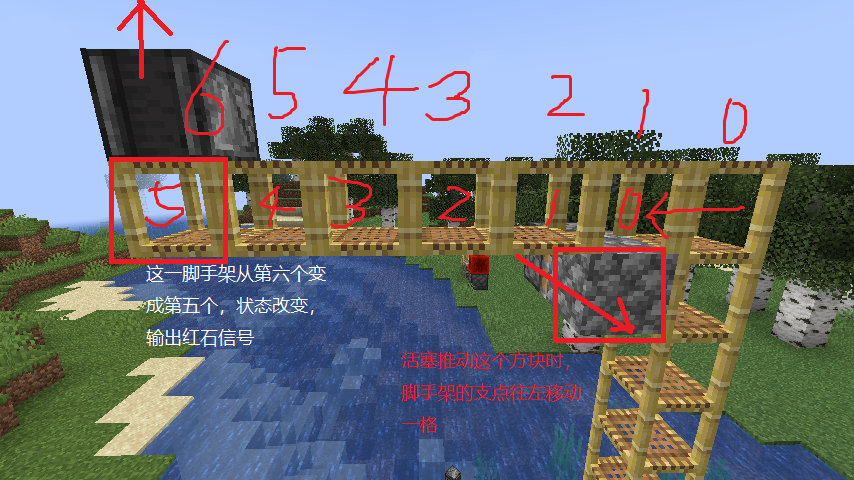 6 5 4 3 2 1 0
5 4 3 2 1 0
这一脚手架从第六个变
成第五个，状态改变，
输出红石信号
活塞推动这个方块时，
脚手架的支点往左移动
一格